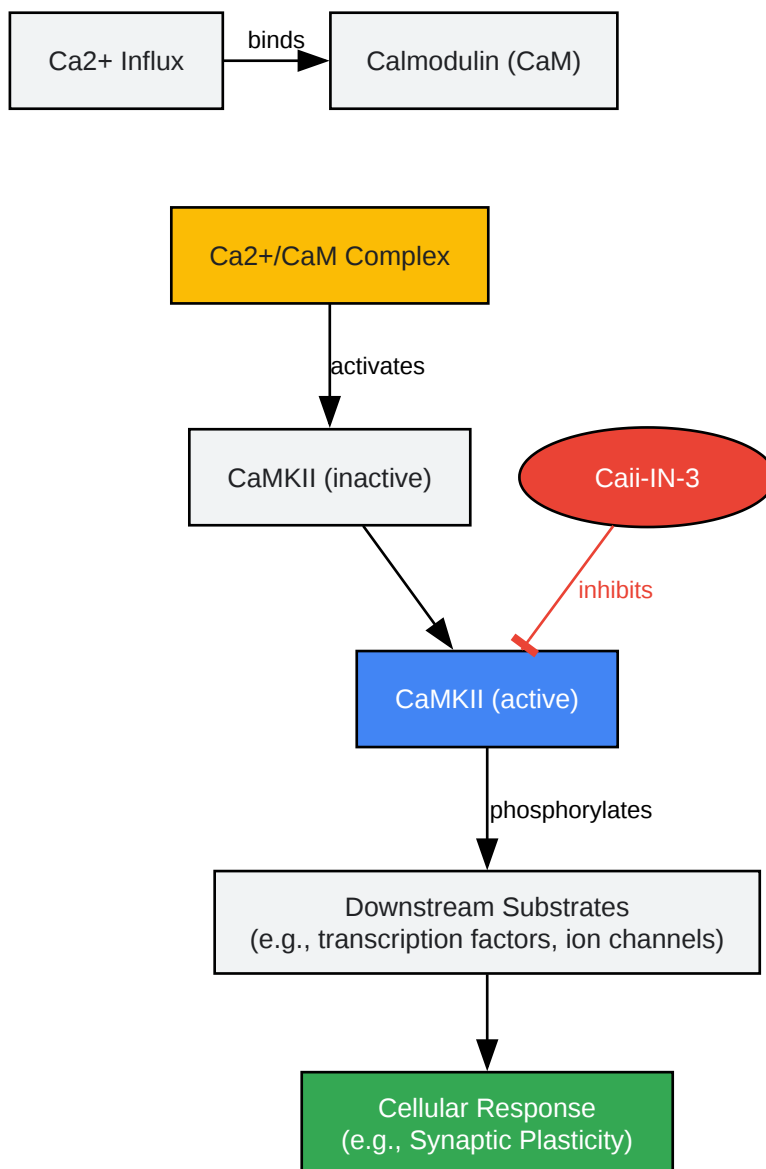 Ca2+ Influx
binds
Calmodulin (CaM)
Ca2+/CaM Complex
activates
CaMKII (inactive)
Caii-IN-3
inhibits
CaMKII (active)
phosphorylates
Downstream Substrates
(e.g., transcription factors, ion channels)
Cellular Response
(e.g., Synaptic Plasticity)